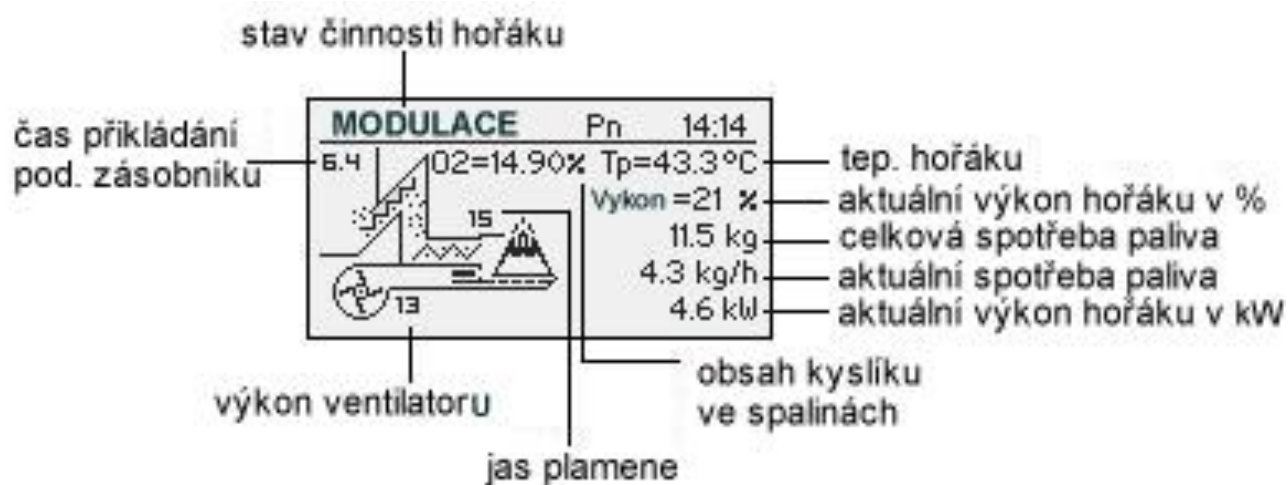 stav činnosti hořáku
MODULACE Pn 14:14
čas přikládání
pod. zásobníku
6.4 O2=14.90% Tp=43.3°C
tep. hořáku
Vykon =21 %
aktuální výkon hořáku v %
15
11.5 kg
celková spotřeba paliva
4.3 kg/h
aktuální spotřeba paliva
13
4.6 kW
aktuální výkon hořáku v kW
výkon ventilatoru
obsah kyslíku
ve spalinách
jas plamene